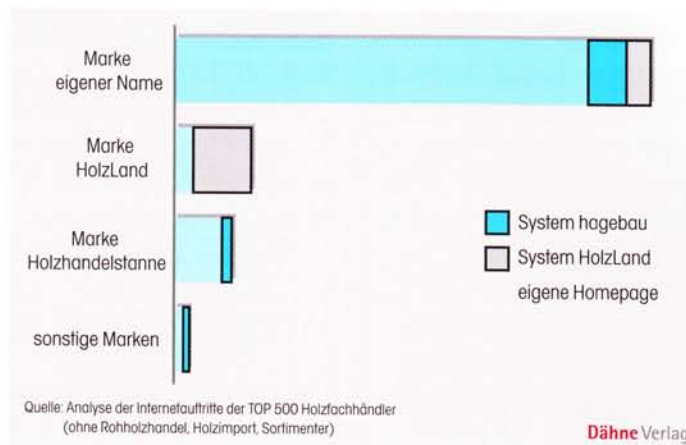 Marke
eigener Name
Marke
HolzLand
Marke
Holzhandelstanne
sonstige Marken
System hagebau
System HolzLand
eigene Homepage
Quelle: Analyse der Internetauftritte der TOP 500 Holzfachhändler
(ohne Rohholzhandel, Holzimport, Sortimenter)
Dähne Verlag